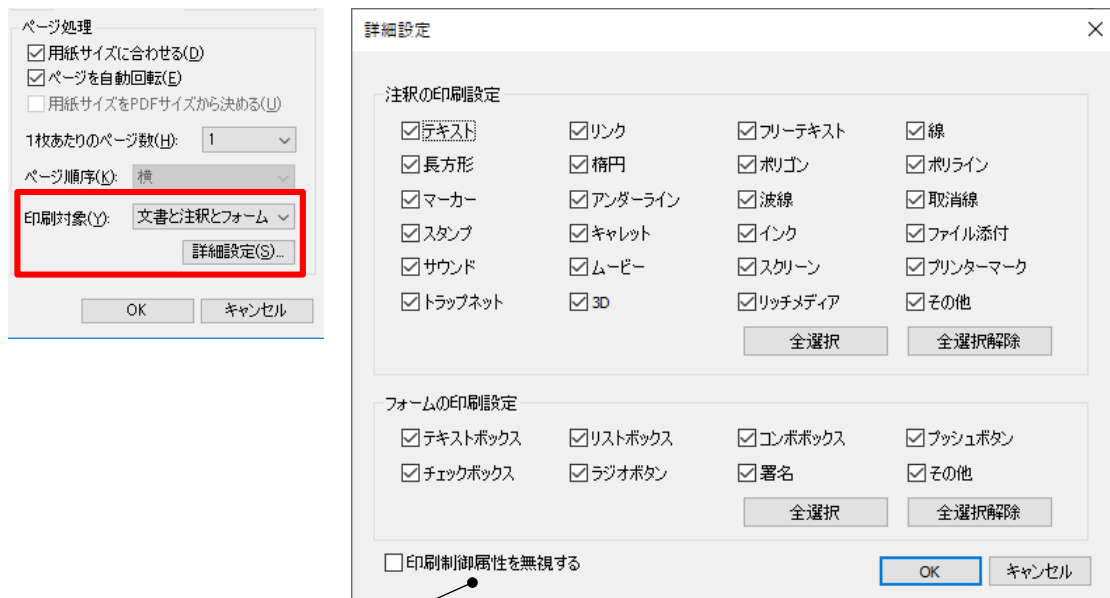 ページ処理
用紙サイズに合わせる(D)
ページを自動回転(E)
用紙サイズをPDFサイズから決める(U)
1枚あたりのページ数(H): 1
ページ順序(K): 横
印刷対象(Y): 文書と注釈とフォーム
詳細設定(S)...
OK キャンセル
詳細設定
注釈の印刷設定
テキスト リンク フリーテキスト 線
長方形 楕円 ポリゴン ポリライン
マーカー アンダーライン 波線 取消線
スタンプ キャレット インク ファイル添付
サウンド ムービー スクリーン プリンターマーク
トラップネット 3D リッチメディア その他
全選択 全選択解除
フォームの印刷設定
テキストボックス リストボックス コンボボックス プッシュボタン
チェックボックス ラジオボタン 署名 その他
全選択 全選択解除
印刷制御属性を無視する
OK キャンセル